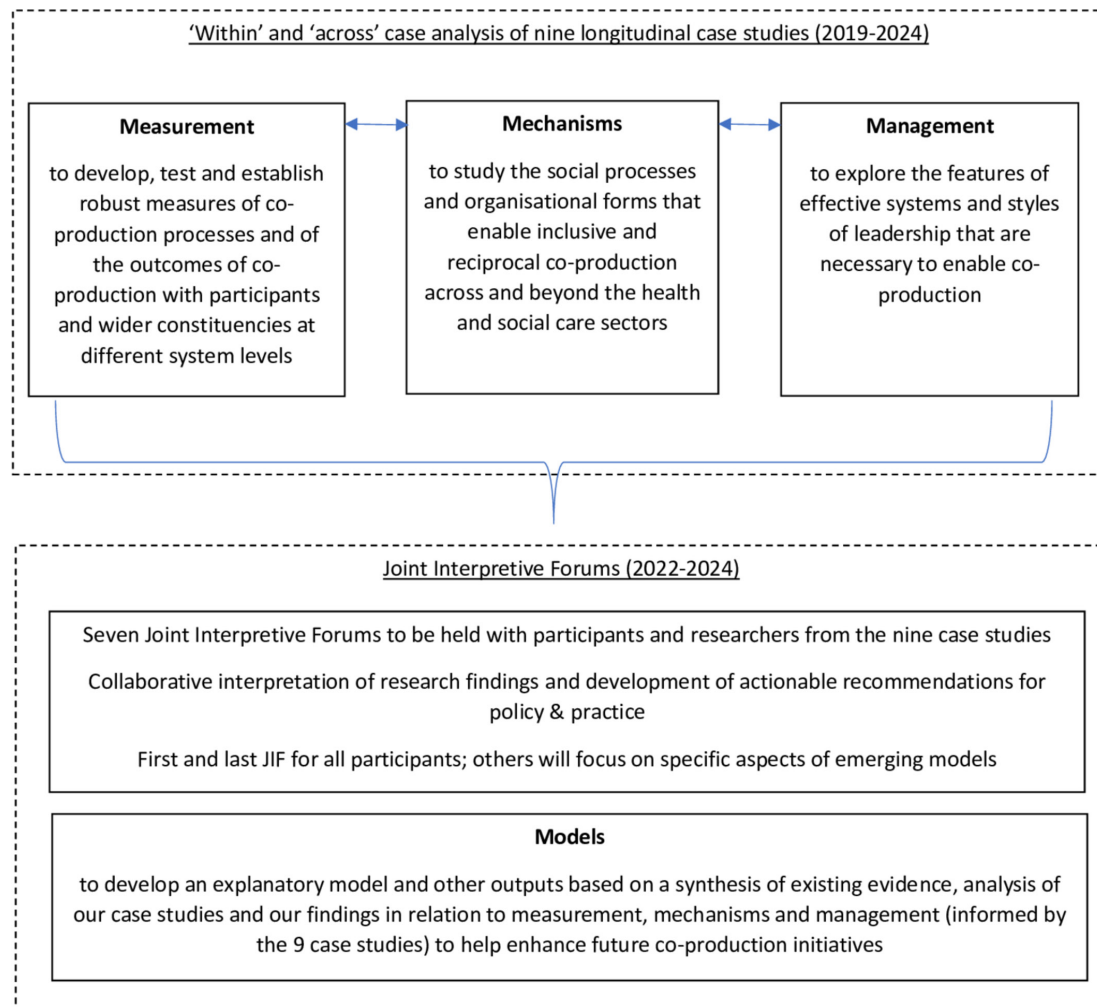 ‘Within’ and ‘across’ case analysis of nine longitudinal case studies (2019-2024)
Measurement
to develop, test and establish
robust measures of co-
production processes and of
the outcomes of co-
production with participants
and wider constituencies at
different system levels
Mechanisms
to study the social processes
and organisational forms that
enable inclusive and
reciprocal co-production
across and beyond the health
and social care sectors
Management
to explore the features of
effective systems and styles
of leadership that are
necessary to enable co-
production
Joint Interpretive Forums (2022-2024)
Seven Joint Interpretive Forums to be held with participants and researchers from the nine case studies
Collaborative interpretation of research findings and development of actionable recommendations for
policy & practice
First and last JIF for all participants; others will focus on specific aspects of emerging models
Models
to develop an explanatory model and other outputs based on a synthesis of existing evidence, analysis of
our case studies and our findings in relation to measurement, mechanisms and management (informed by
the 9 case studies) to help enhance future co-production initiatives